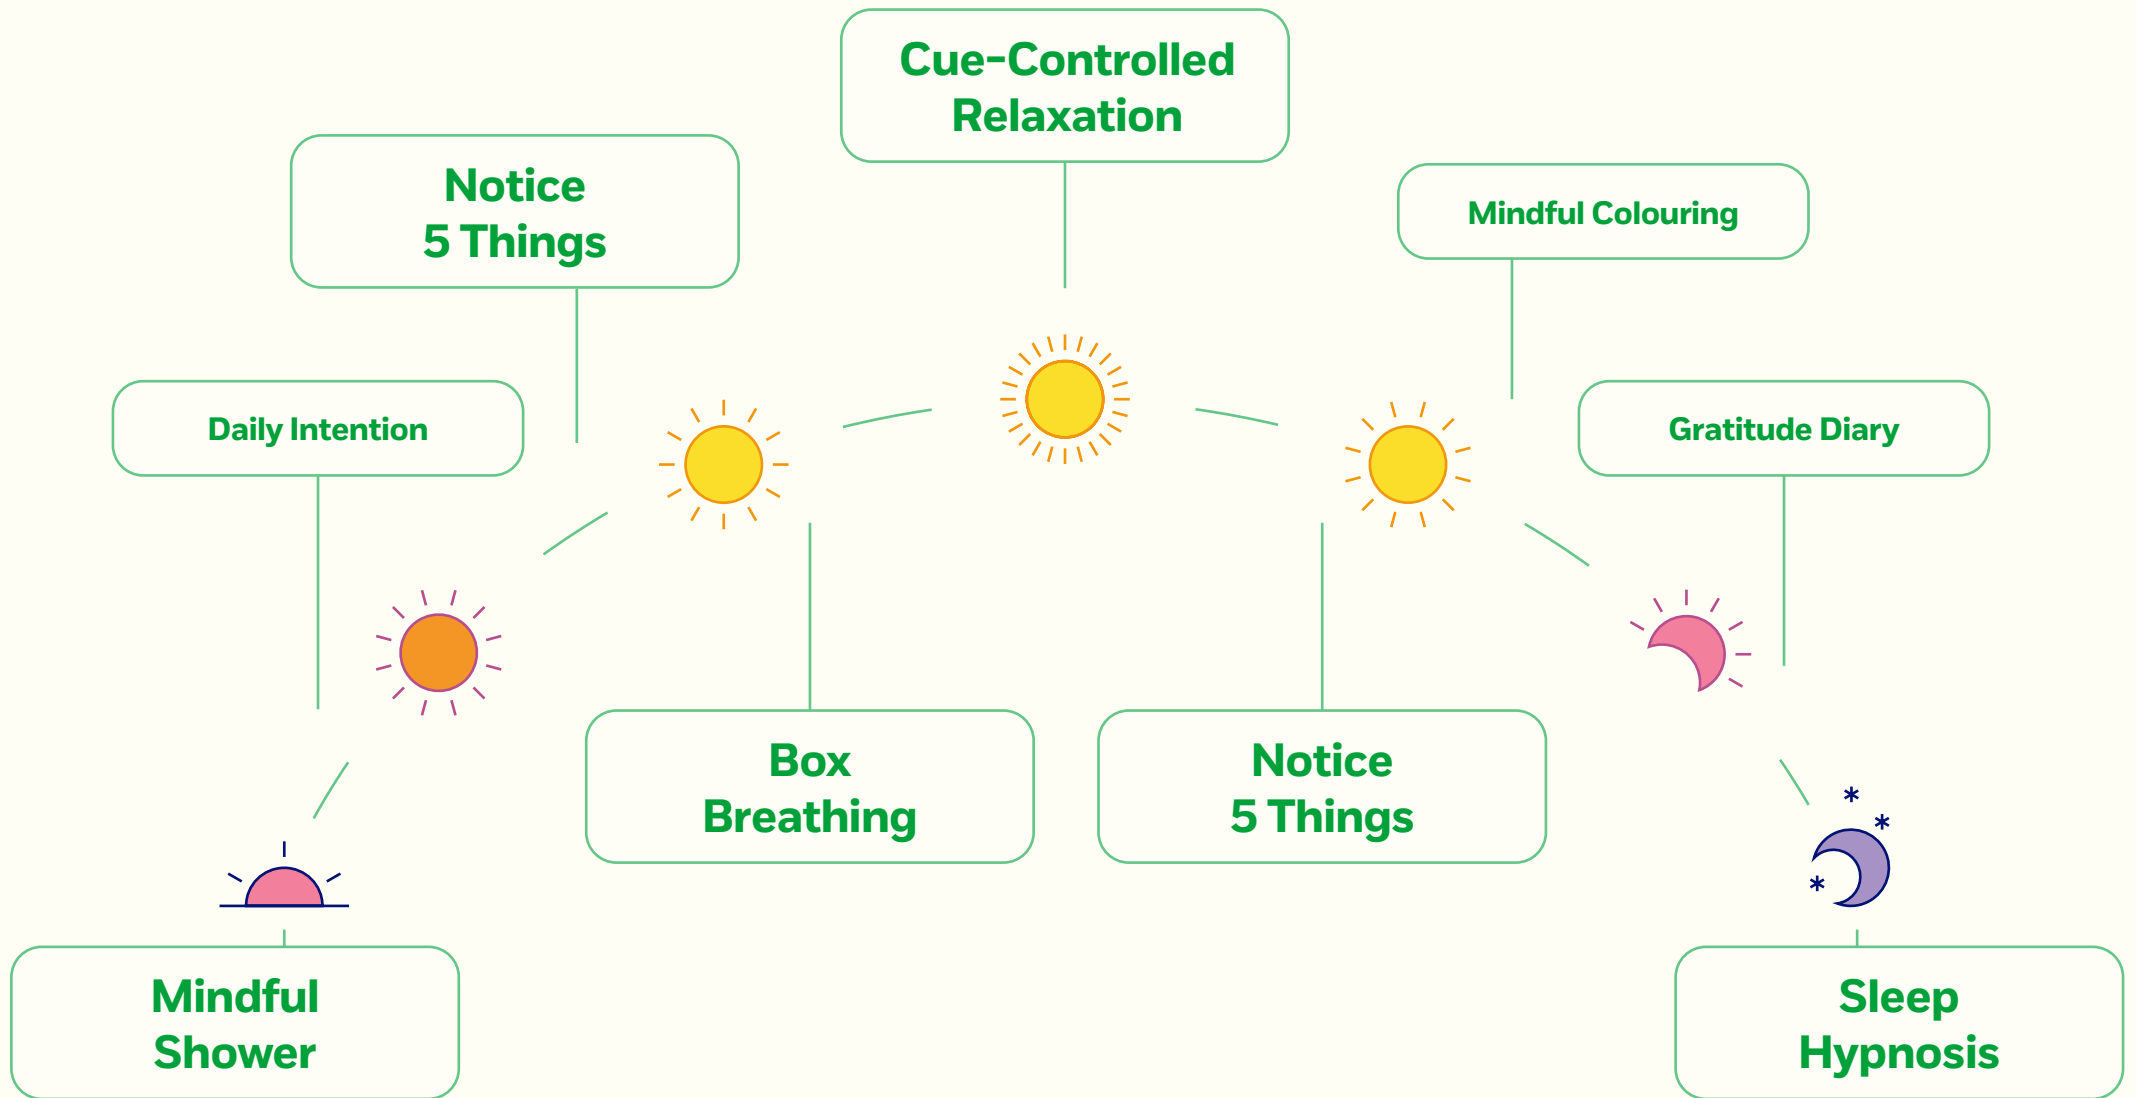 Cue-Controlled
Relaxation
Notice
5 Things
Mindful Colouring
Daily Intention
Gratitude Diary
Box
Breathing
Notice
5 Things
Mindful
Shower
Sleep
Hypnosis